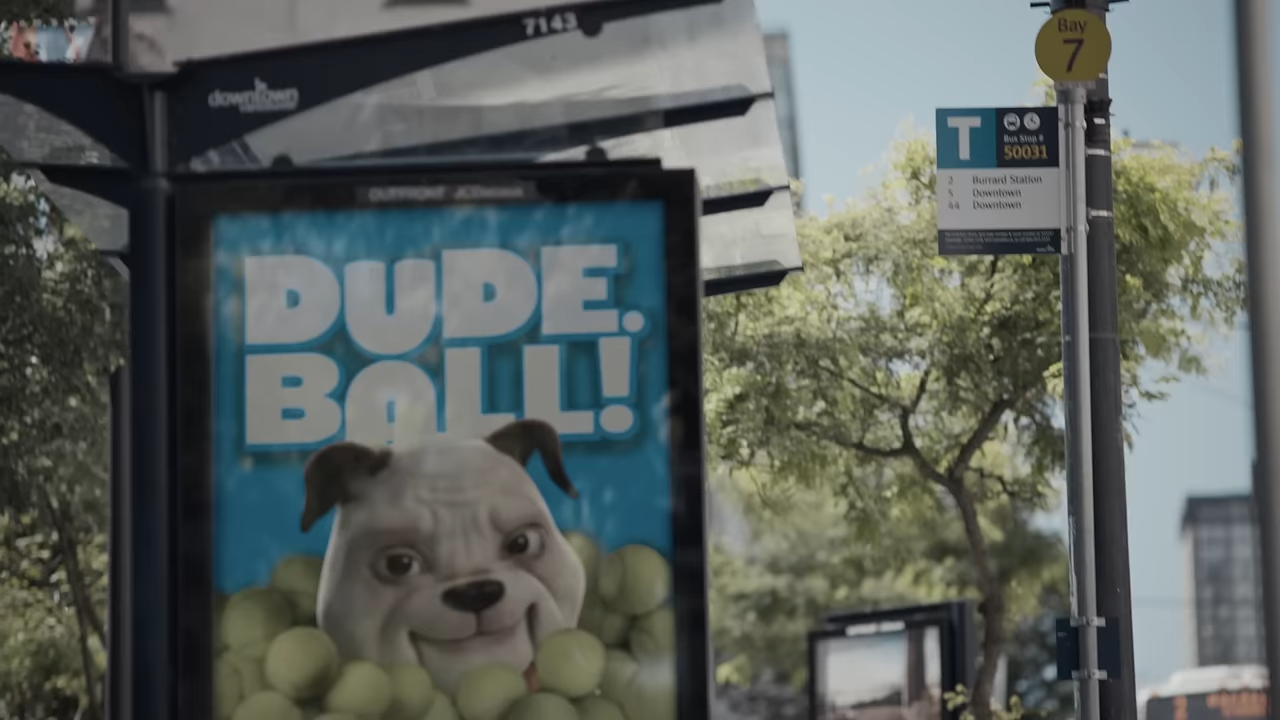 7143
downtown
Bay
7
T
Bus Stop #
50031
2 Burrard Station
5 Downtown
44 Downtown
DUDE.
BALL!